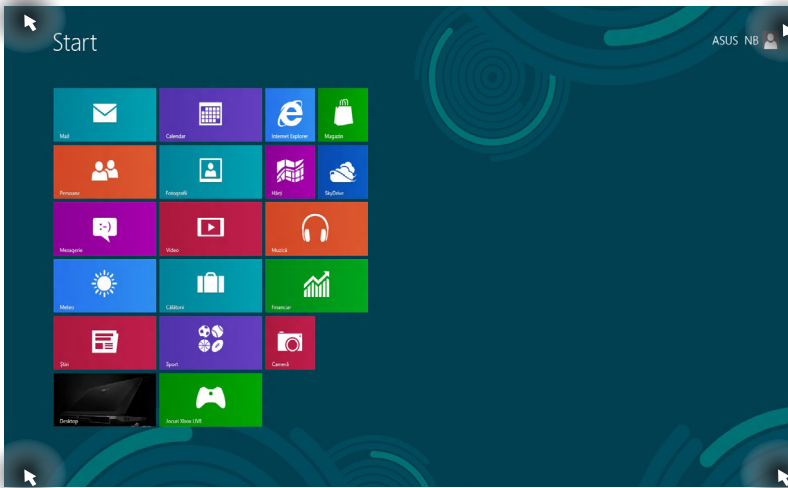 Start
ASUS NB
Mail
Calendar
Internet Explorer
Magazin
Persoane
Fotografii
Hărți
SkyDrive
Mesagerie
Video
Muzică
Meteo
Călătorii
Financiar
Știri
Sport
Cameră
Desktop
Jocuri Xbox LIVE